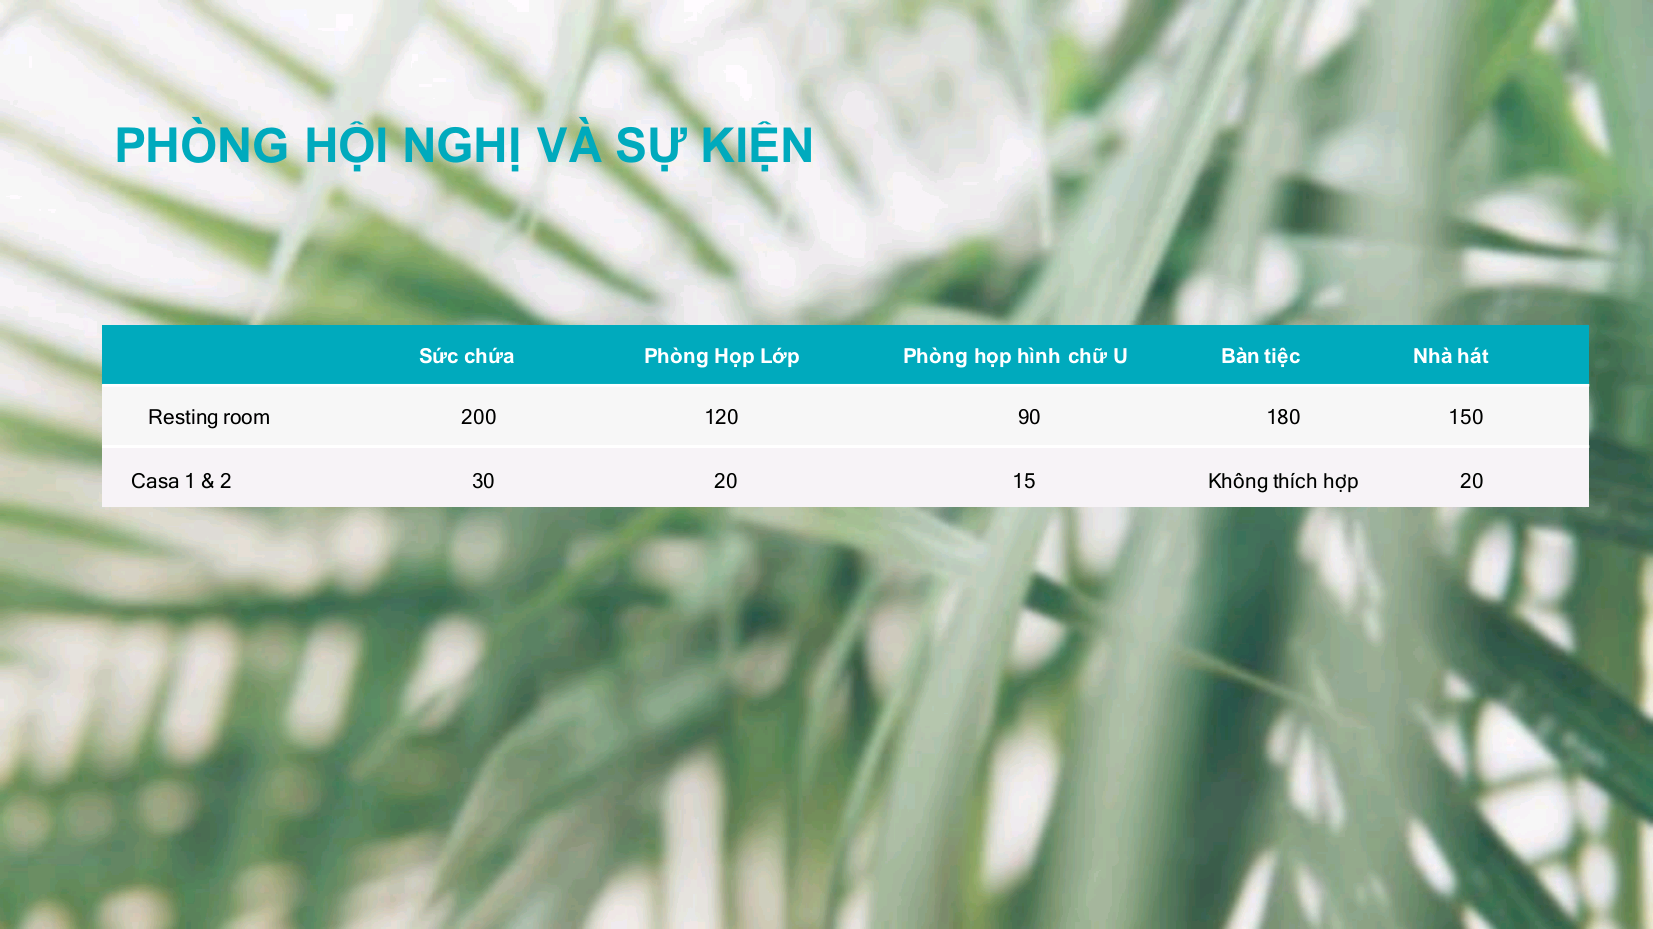 PHÒNG HỘI NGHỊ VÀ SỰ KIỆN
Sức chứa Phòng Họp Lớp Phòng họp hình chữ U Bàn tiệc Nhà hát
Resting room 200 120 90 180 150
Casa 1 & 2 30 20 15 Không thích hợp 20